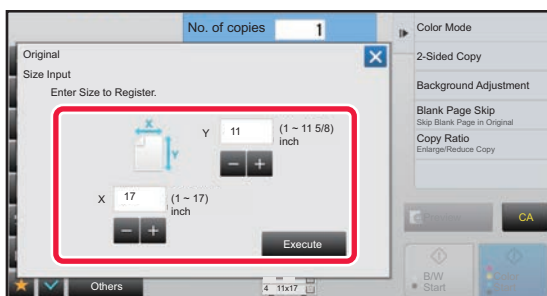 No. of copies 1
Original
Size Input
Enter Size to Register.
X
Y
Y 11 (1 ~ 11 5/8)
inch
X 17 (1 ~ 17)
inch
Execute
Color Mode
2-Sided Copy
Background Adjustment
Blank Page Skip
Skip Blank Page in Original
Copy Ratio
Enlarge/Reduce Copy
CA
B/W
Start
Start
Others
4 11x17